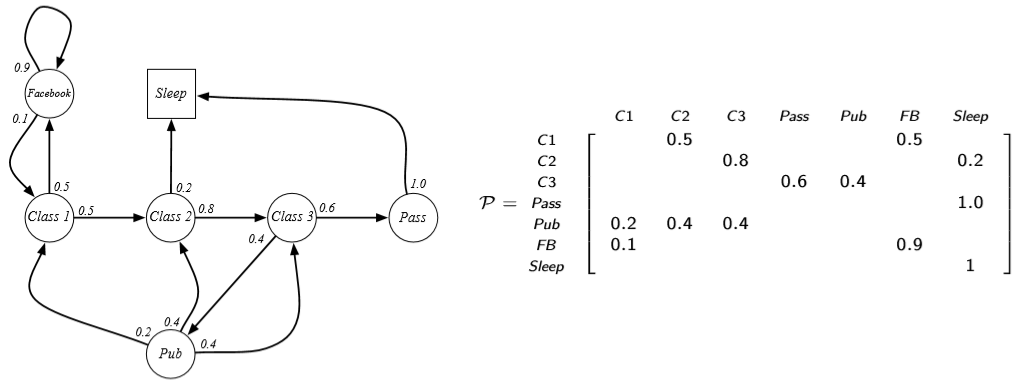 0.9
Facebook
0.1
Sleep
0.5
0.2
1.0
Class 1
0.5
Class 2
0.8
Class 3
0.6
Pass
0.4
0.2
0.4
0.4
Pub
C1 C2 C3 Pass Pub FB Sleep
C1 0.5 0.5
C2 0.8 0.2
C3 0.6 0.4
𝒫 = Pass 1.0
Pub 0.2 0.4 0.4
FB 0.1 0.9
Sleep 1